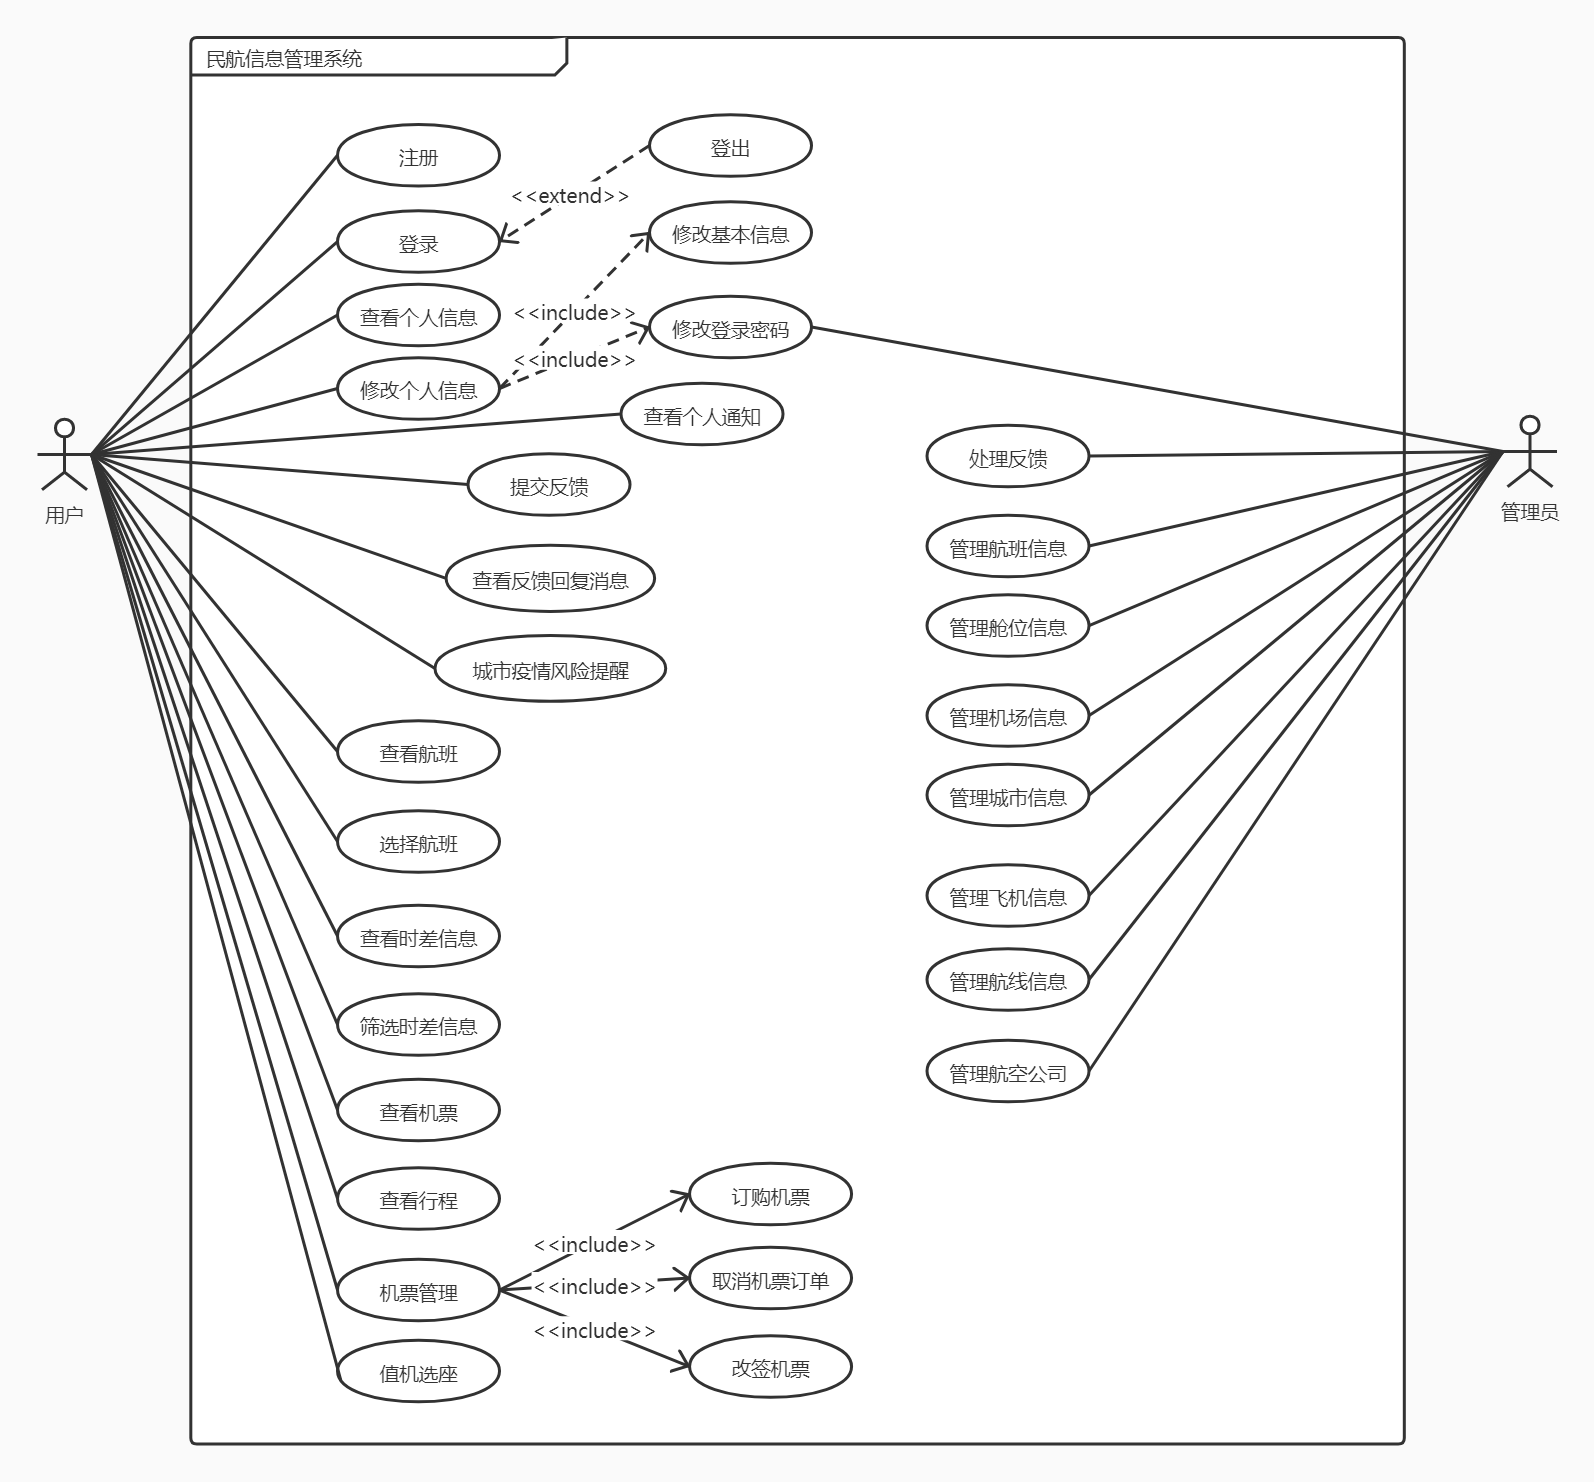 民航信息管理系统
注册
登出
<<extend>>
登录
修改基本信息
查看个人信息
<<include>>
修改登录密码
<<include>>
修改个人信息
查看个人通知
处理反馈
提交反馈
用户
管理员
管理航班信息
查看反馈回复消息
管理舱位信息
城市疫情风险提醒
管理机场信息
查看航班
管理城市信息
选择航班
管理飞机信息
查看时差信息
管理航线信息
筛选时差信息
管理航空公司
查看机票
订购机票
查看行程
<<include>>
取消机票订单
<<include>>
机票管理
<<include>>
改签机票
值机选座